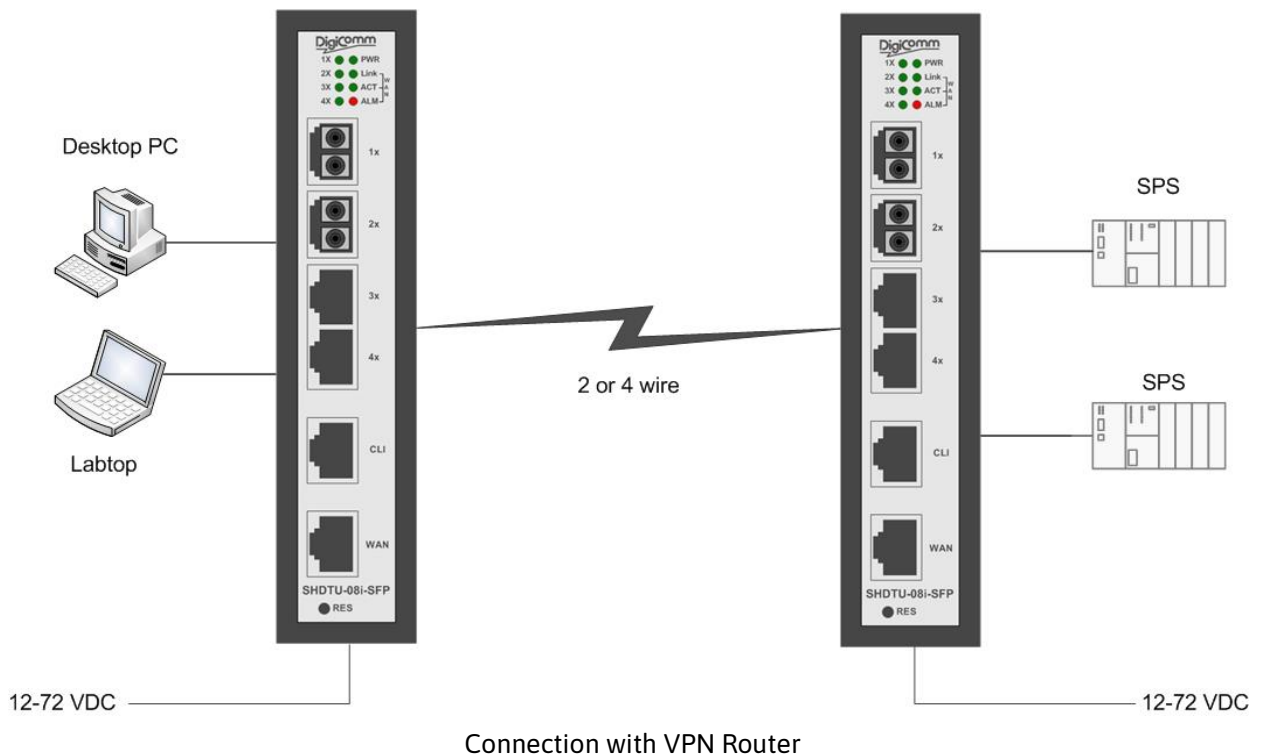 DigiComm
1X PWR
2X Link
3X ACT
4X ALM
WAN
1x
2x
3x
4x
CLI
WAN
SHDTU-08i-SFP
RES
Desktop PC
Labtop
12-72 VDC
2 or 4 wire
DigiComm
1X PWR
2X Link
3X ACT
4X ALM
WAN
1x
2x
3x
4x
CLI
WAN
SHDTU-08i-SFP
RES
SPS
SPS
12-72 VDC
Connection with VPN Router